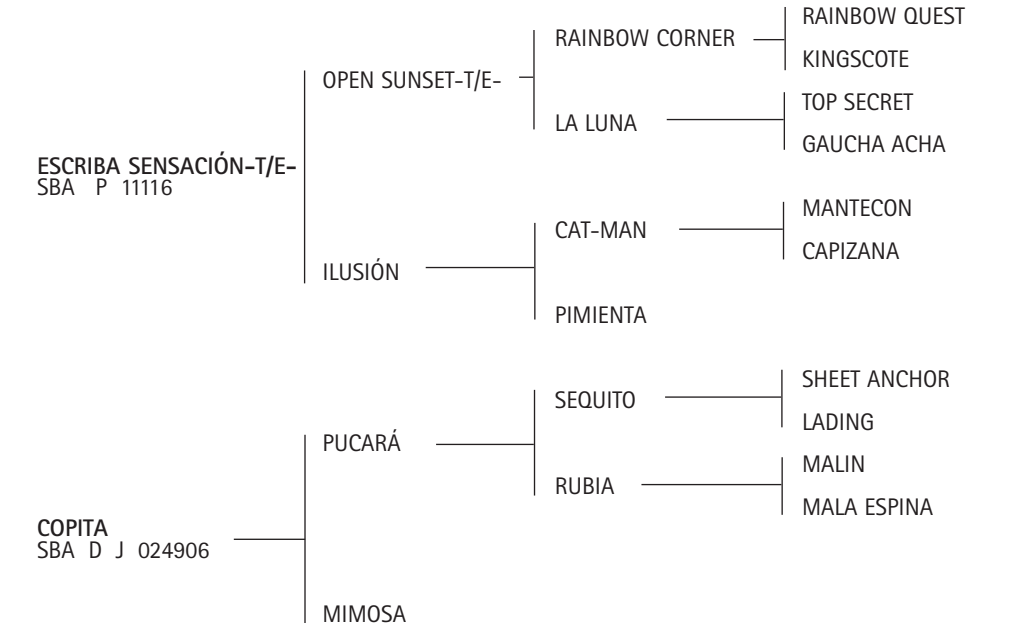 RAINBOW QUEST
RAINBOW CORNER
KINGSCOTE
OPEN SUNSET-T/E-
TOP SECRET
LA LUNA
GAUCHA ACHA
ESCRIBA SENSACIÓN-T/E-
SBA P 11116
MANTECON
CAT-MAN
CAPIZANA
ILUSIÓN
PIMIENTA
SHEET ANCHOR
SEQUITO
LADING
PUCARÁ
MALIN
RUBIA
MALA ESPINA
COPITA
SBA D J 024906
MIMOSA